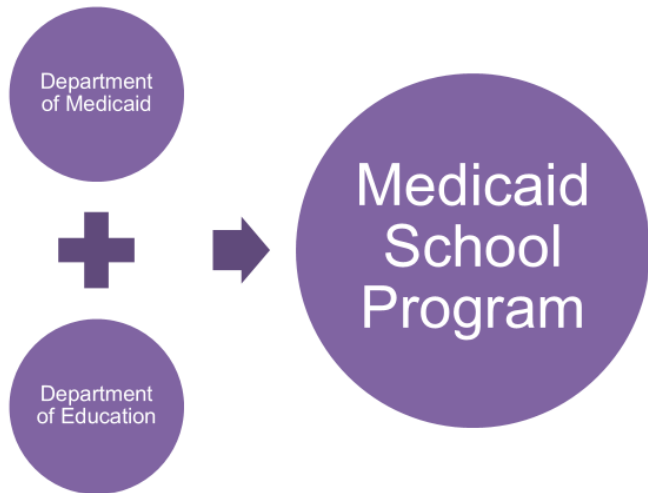 Department
of Medicaid
Department
of Education
Medicaid
School
Program